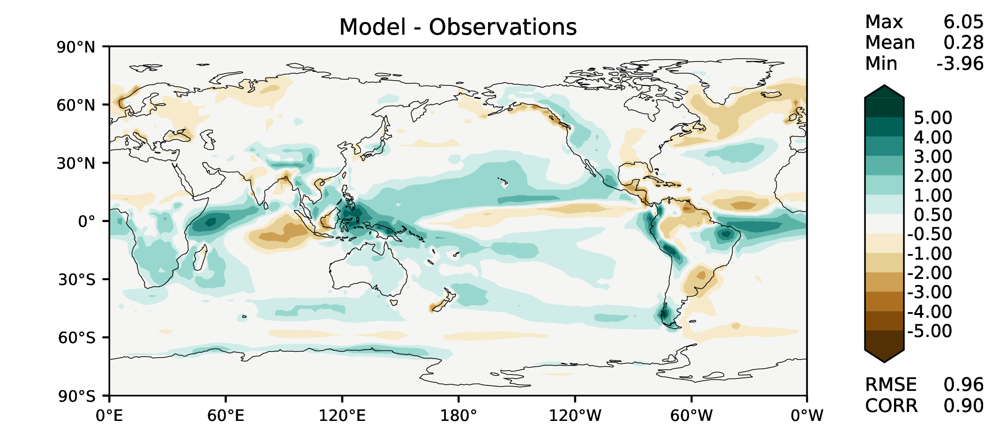 Model - Observations
Max 6.05
Mean 0.28
Min -3.96
90°N
60°N
30°N
0°
30°S
60°S
90°S
0°E 60°E 120°E 180° 120°W 60°W 0°W
5.00
4.00
3.00
2.00
1.00
0.50
-0.50
-1.00
-2.00
-3.00
-4.00
-5.00
RMSE 0.96
CORR 0.90